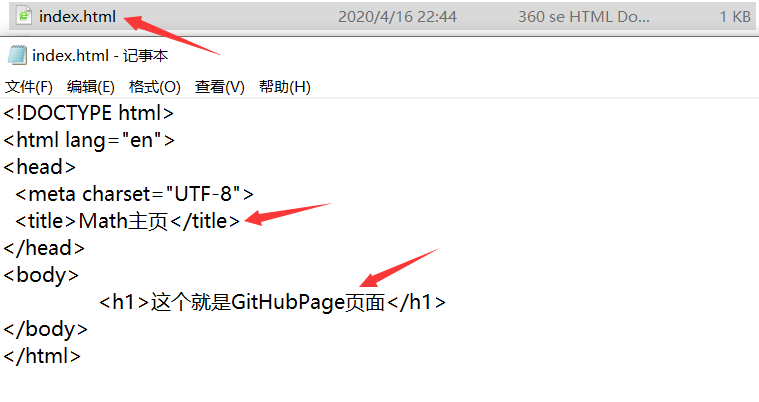 index.html 2020/4/16 22:44 360 se HTML Do... 1 KB
index.html - 记事本
文件(F) 编辑(E) 格式(O) 查看(V) 帮助(H)
<!DOCTYPE html>
<html lang="en">
<head>
<meta charset="UTF-8">
<title>Math主页</title>
</head>
<body>
<h1>这个就是GitHubPage页面</h1>
</body>
</html>